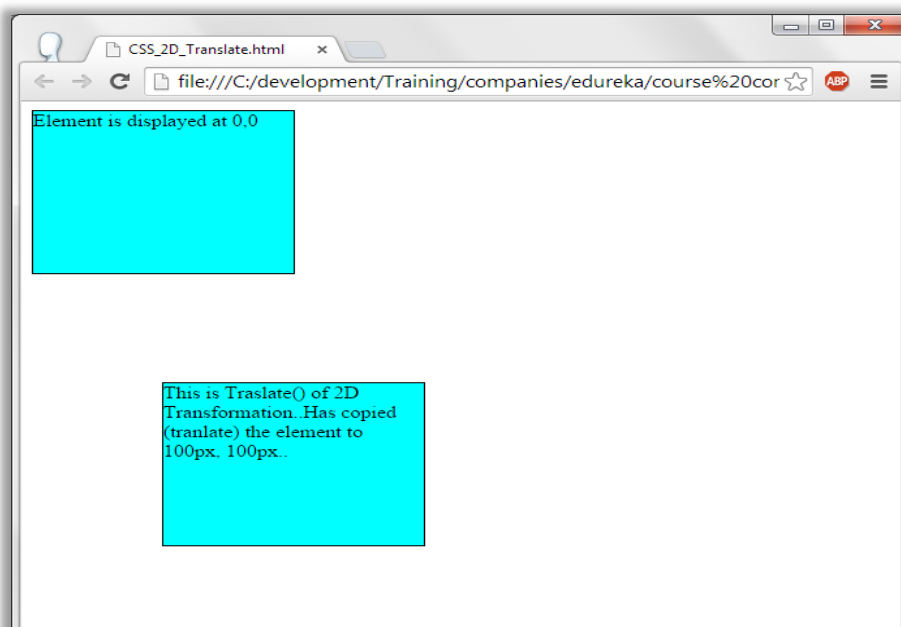 CSS_2D_Translate.html
file:///C:/development/Training/companies/edureka/course%20cor
ABP
Element is displayed at 0,0
This is Traslate() of 2D
Transformation..Has copied
(tranlate) the element to
100px, 100px..